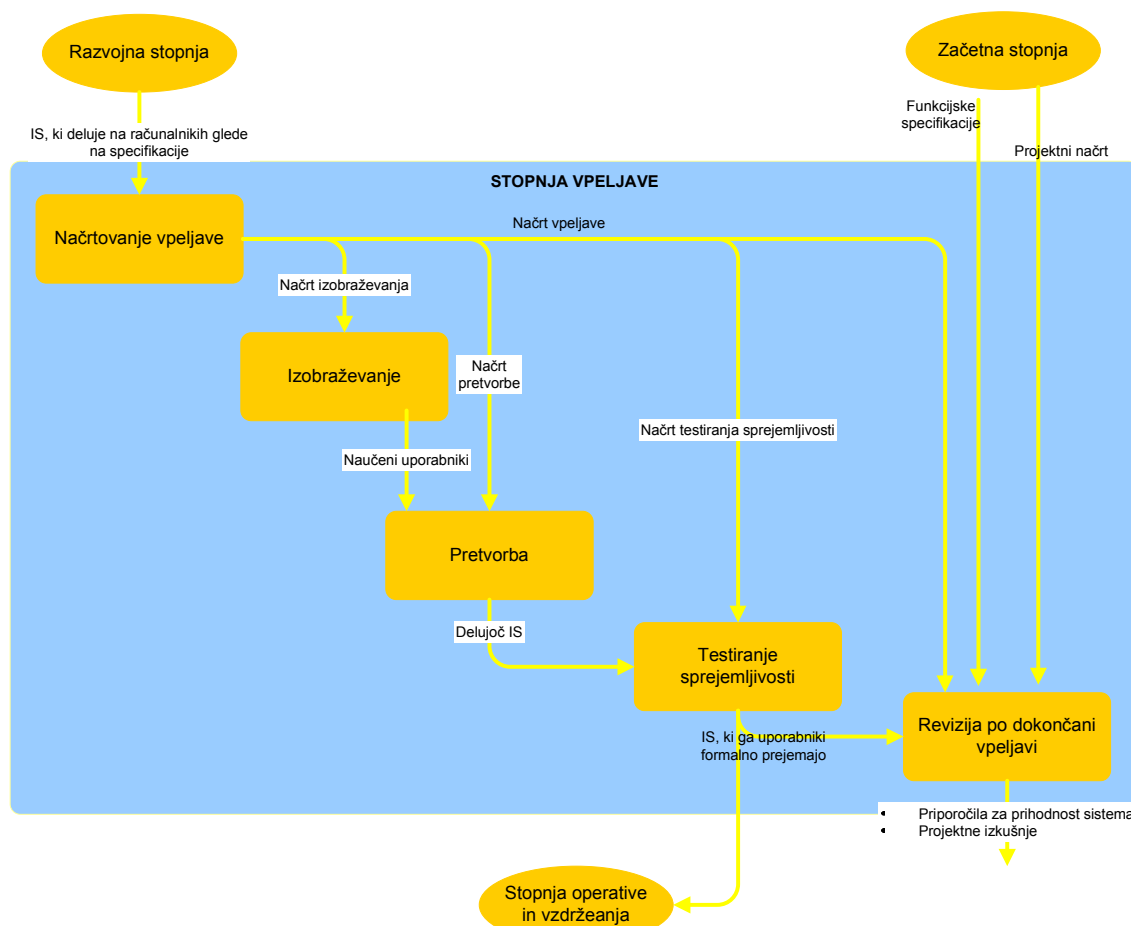 Razvojna stopnja
Začetna stopnja
IS, ki deluje na računalnikih glede
na specifikacije
Funkcijske
specifikacije
Projektni načrt
STOPNJA VPELJAVE
Načrtovanje vpeljave
Načrt vpeljave
Načrt izobraževanja
Izobraževanje
Načrt
pretvorbe
Načrt testiranja sprejemljivosti
Naučeni uporabniki
Pretvorba
Delujoč IS
Testiranje
sprejemljivosti
IS, ki ga uporabniki
formalno prejemajo
Revizija po dokončani
vpeljavi
• Priporočila za prihodnost sistema
• Projektne izkušnje
Stopnja operative
in vzdržeanja